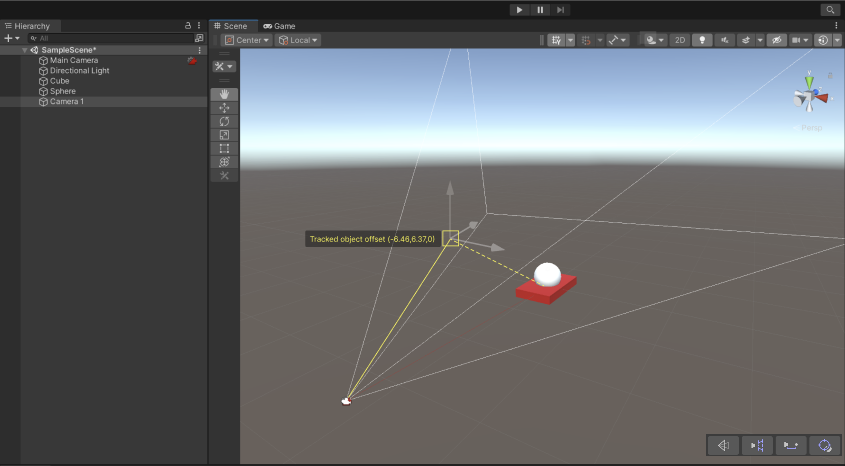 Hierarchy
All
SampleScene*
Main Camera
Directional Light
Cube
Sphere
Camera 1
Scene
Game
Center
Local
2D
y
Persp
Tracked object offset (-6.46,6.37,0)